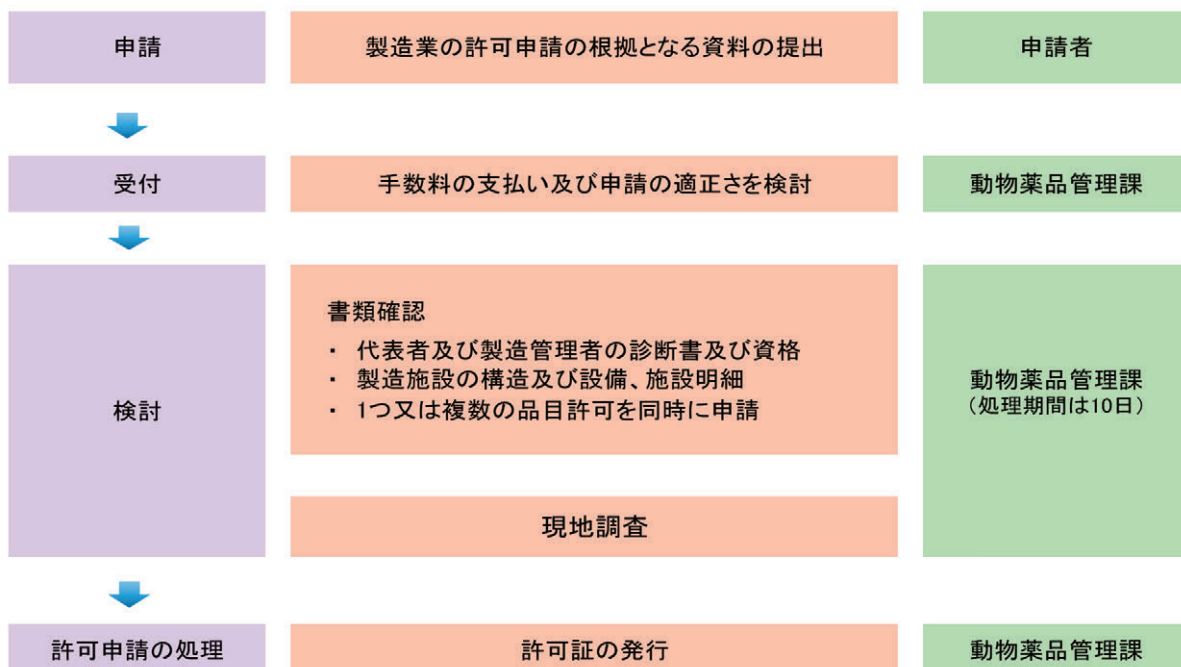 申請
製造業の許可申請の根拠となる資料の提出
申請者
受付
手数料の支払い及び申請の適正さを検討
動物薬品管理課
検討
書類確認
・ 代表者及び製造管理者の診断書及び資格
・ 製造施設の構造及び設備、施設明細
・ 1つ又は複数の品目許可を同時に申請
現地調査
動物薬品管理課
（処理期間は10日）
許可申請の処理
許可証の発行
動物薬品管理課